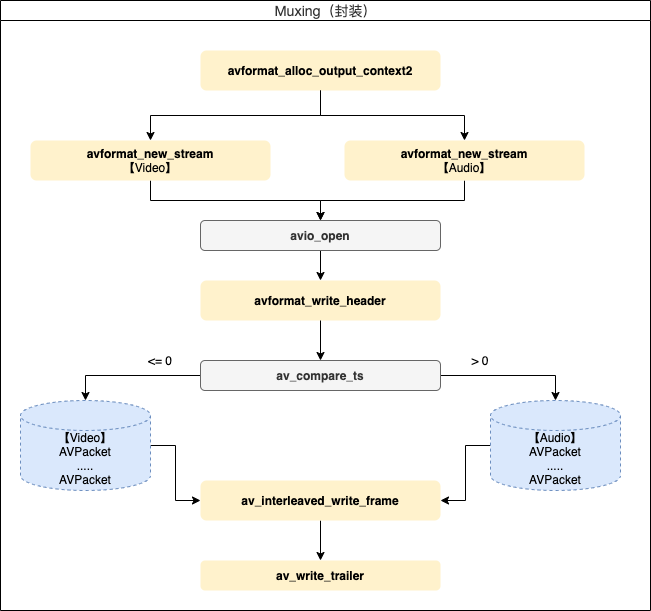 Muxing（封装）
avformat_alloc_output_context2
avformat_new_stream
【Video】
avformat_new_stream
【Audio】
avio_open
avformat_write_header
<= 0
> 0
av_compare_ts
【Video】
AVPacket
.....
AVPacket
【Audio】
AVPacket
.....
AVPacket
av_interleaved_write_frame
av_write_trailer